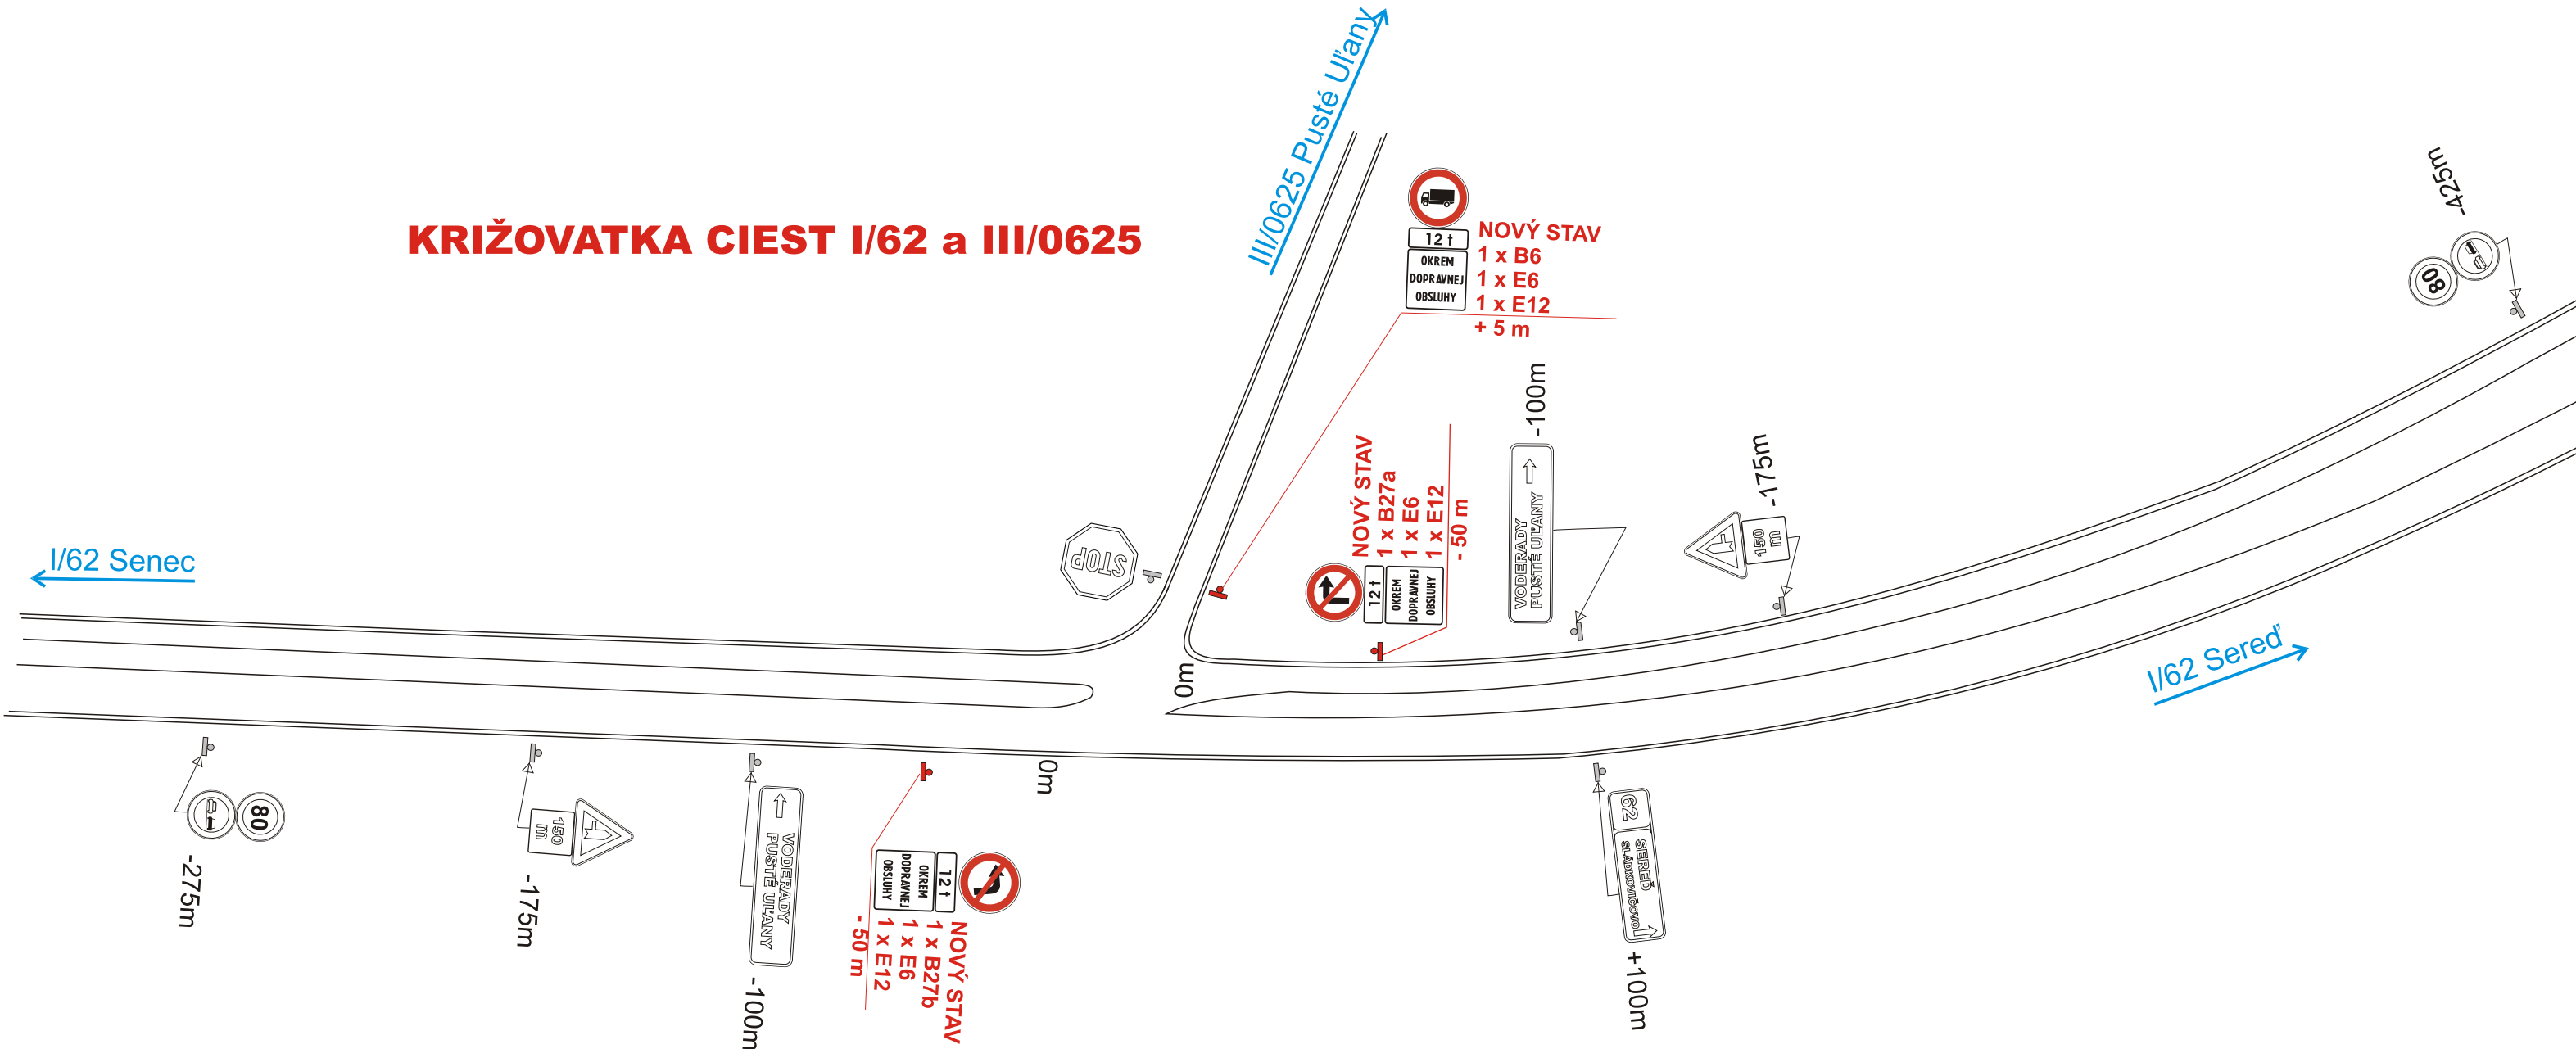 III/0625 Pusté Uľany
KRIŽOVATKA CIEST I/62 a III/0625
12 t
OKREM
DOPRAVNEJ
OBSLUHY
NOVÝ STAV
1 x B6
1 x E6
1 x E12
+ 5 m
-425m
80
I/62 Senec
STOP
NOVÝ STAV
1 x B27a
1 x E6
1 x E12
- 50 m
12 t
OKREM
DOPRAVNEJ
OBSLUHY
-100m
VODERADY
PUSTÉ UĽANY
-175m
150
m
0m
I/62 Sereď
80
-275m
150
m
-175m
VODERADY
PUSTÉ UĽANY
-100m
0m
12 t
OKREM
DOPRAVNEJ
OBSLUHY
NOVÝ STAV
1 x B27b
1 x E6
1 x E12
- 50 m
62
SEREĎ
SLÁDKOVIČOVO
+100m